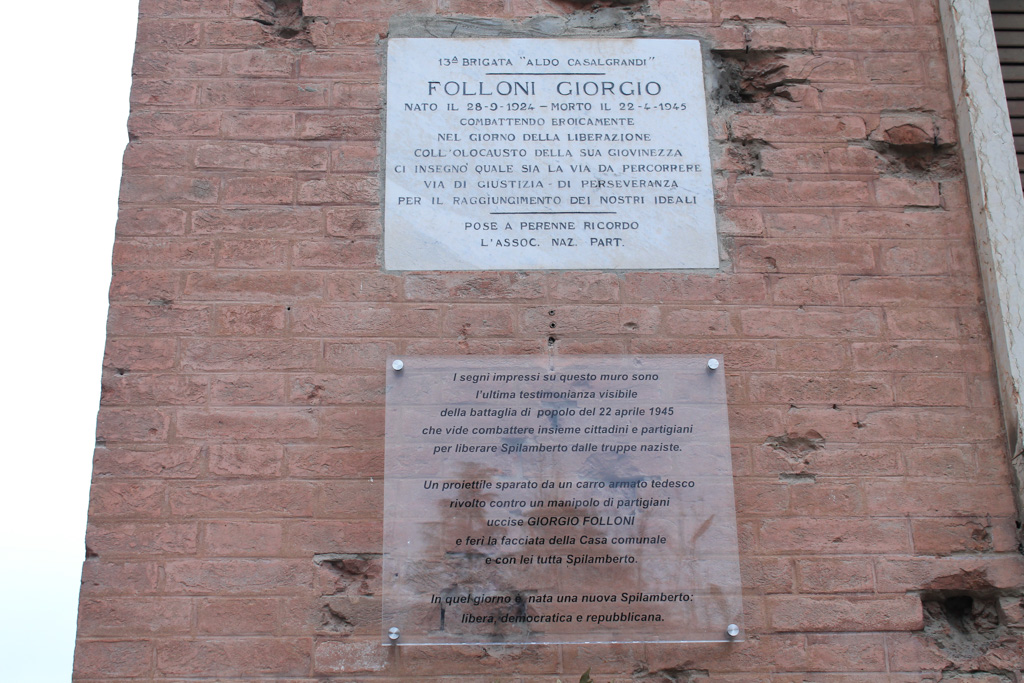 13ª BRIGATA "ALDO CASALGRANDI"
FOLLONI GIORGIO
NATO IL 28-9-1924 - MORTO IL 22-4-1945
COMBATTENDO EROICAMENTE
NEL GIORNO DELLA LIBERAZIONE
COLL'OLOCAUSTO DELLA SUA GIOVINEZZA
CI INSEGNO' QUALE SIA LA VIA DA PERCORRERE
VIA DI GIUSTIZIA - DI PERSEVERANZA
PER IL RAGGIUNGIMENTO DEI NOSTRI IDEALI
POSE A PERENNE RICORDO
L'ASSOC. NAZ. PART.
I segni impressi su questo muro sono
l'ultima testimonianza visibile
della battaglia di popolo del 22 aprile 1945
che vide combattere insieme cittadini e partigiani
per liberare Spilamberto dalle truppe naziste.
Un proiettile sparato da un carro armato tedesco
rivolto contro un manipolo di partigiani
uccise GIORGIO FOLLONI
e ferì la facciata della Casa comunale
e con lei tutta Spilamberto.
In quel giorno è nata una nuova Spilamberto:
libera, democratica e repubblicana.